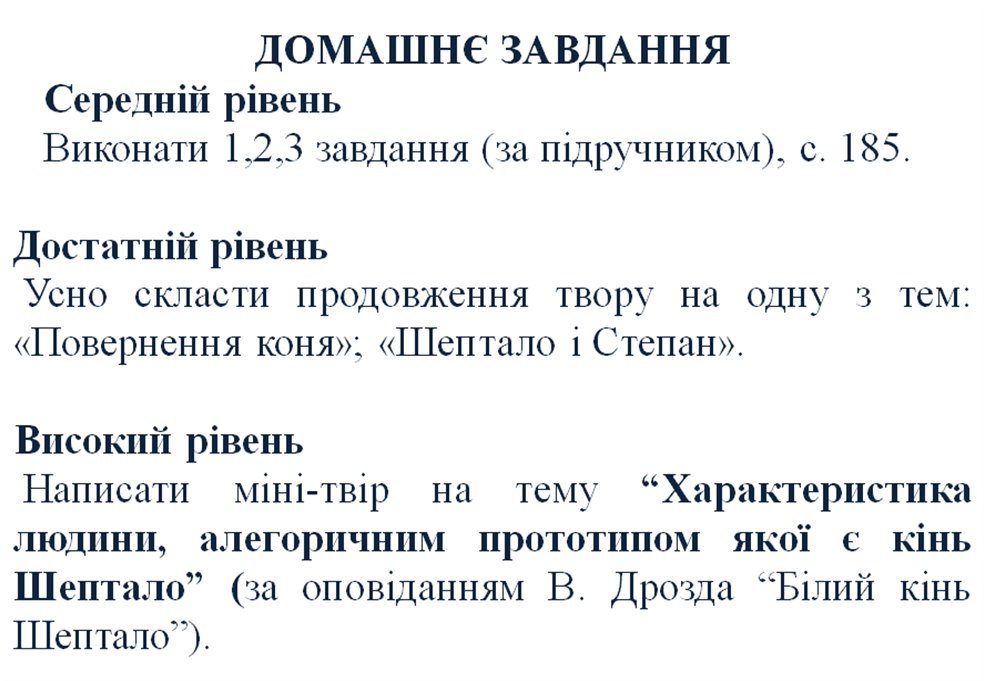 ДОМАШНЄ ЗАВДАННЯ
Середній рівень
Виконати 1,2,3 завдання (за підручником), с. 185.
Достатній рівень
Усно скласти продовження твору на одну з тем:
«Повернення коня»; «Шептало і Степан».
Високий рівень
Написати міні-твір на тему “Характеристика
людини, алегоричним прототипом якої є кінь
Шептало” (за оповіданням В. Дрозда “Білий кінь
Шептало”).